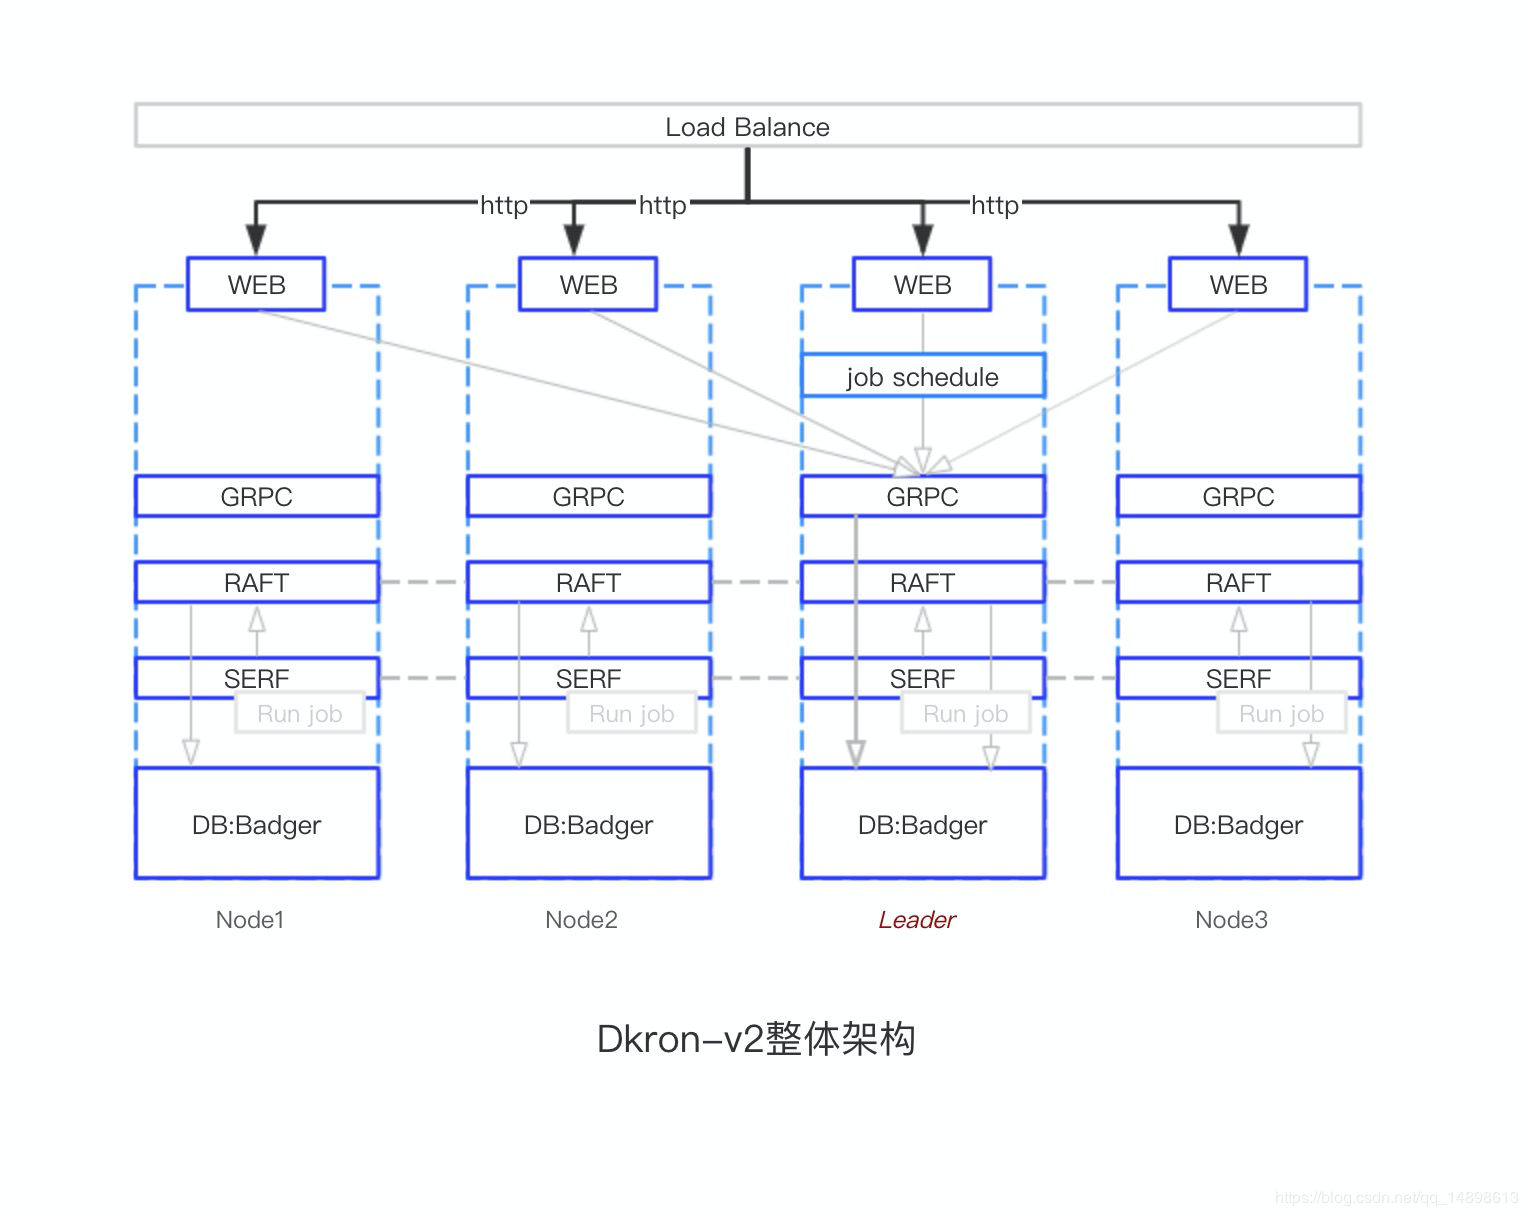 Load Balance
http http http
WEB WEB WEB WEB
job schedule
GRPC GRPC GRPC GRPC
RAFT RAFT RAFT RAFT
SERF SERF SERF SERF
Run job Run job Run job Run job
DB:Badger DB:Badger DB:Badger DB:Badger
Node1 Node2 Leader Node3
Dkron-v2整体架构
https://blog.csdn.net/qq_14898613